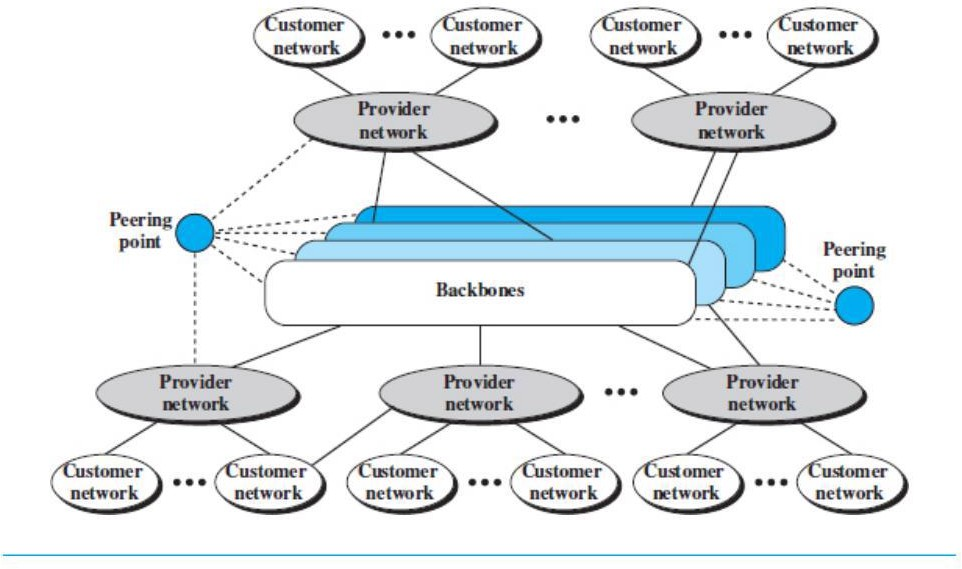 Customer
network
•••
Customer
network
Customer
network
•••
Customer
network
Provider
network
•••
Provider
network
Peering
point
Peering
point
Backbones
Provider
network
Provider
network
•••
Provider
network
Customer
network
•••
Customer
network
Customer
network
•••
Customer
network
Customer
network
•••
Customer
network